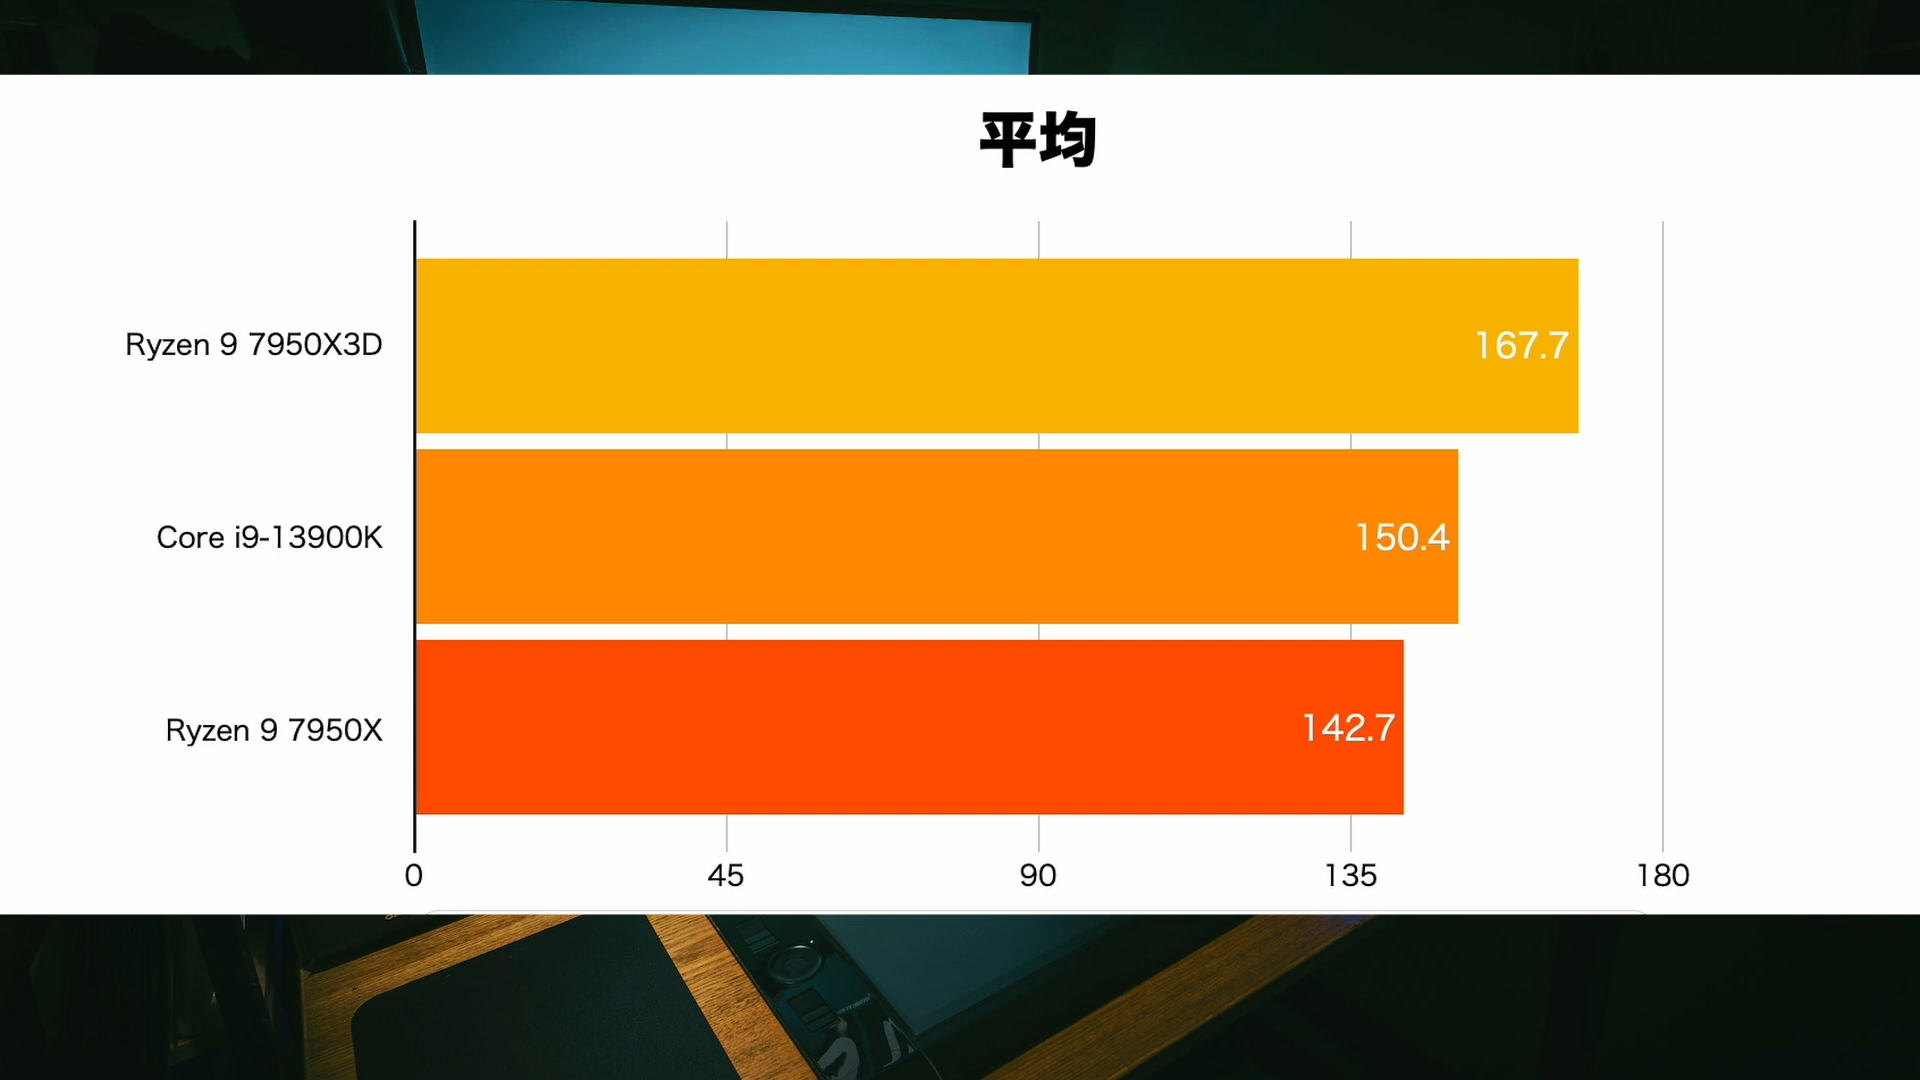 平均
Ryzen 9 7950X3D
167.7
Core i9-13900K
150.4
Ryzen 9 7950X
142.7
0 45 90 135 180